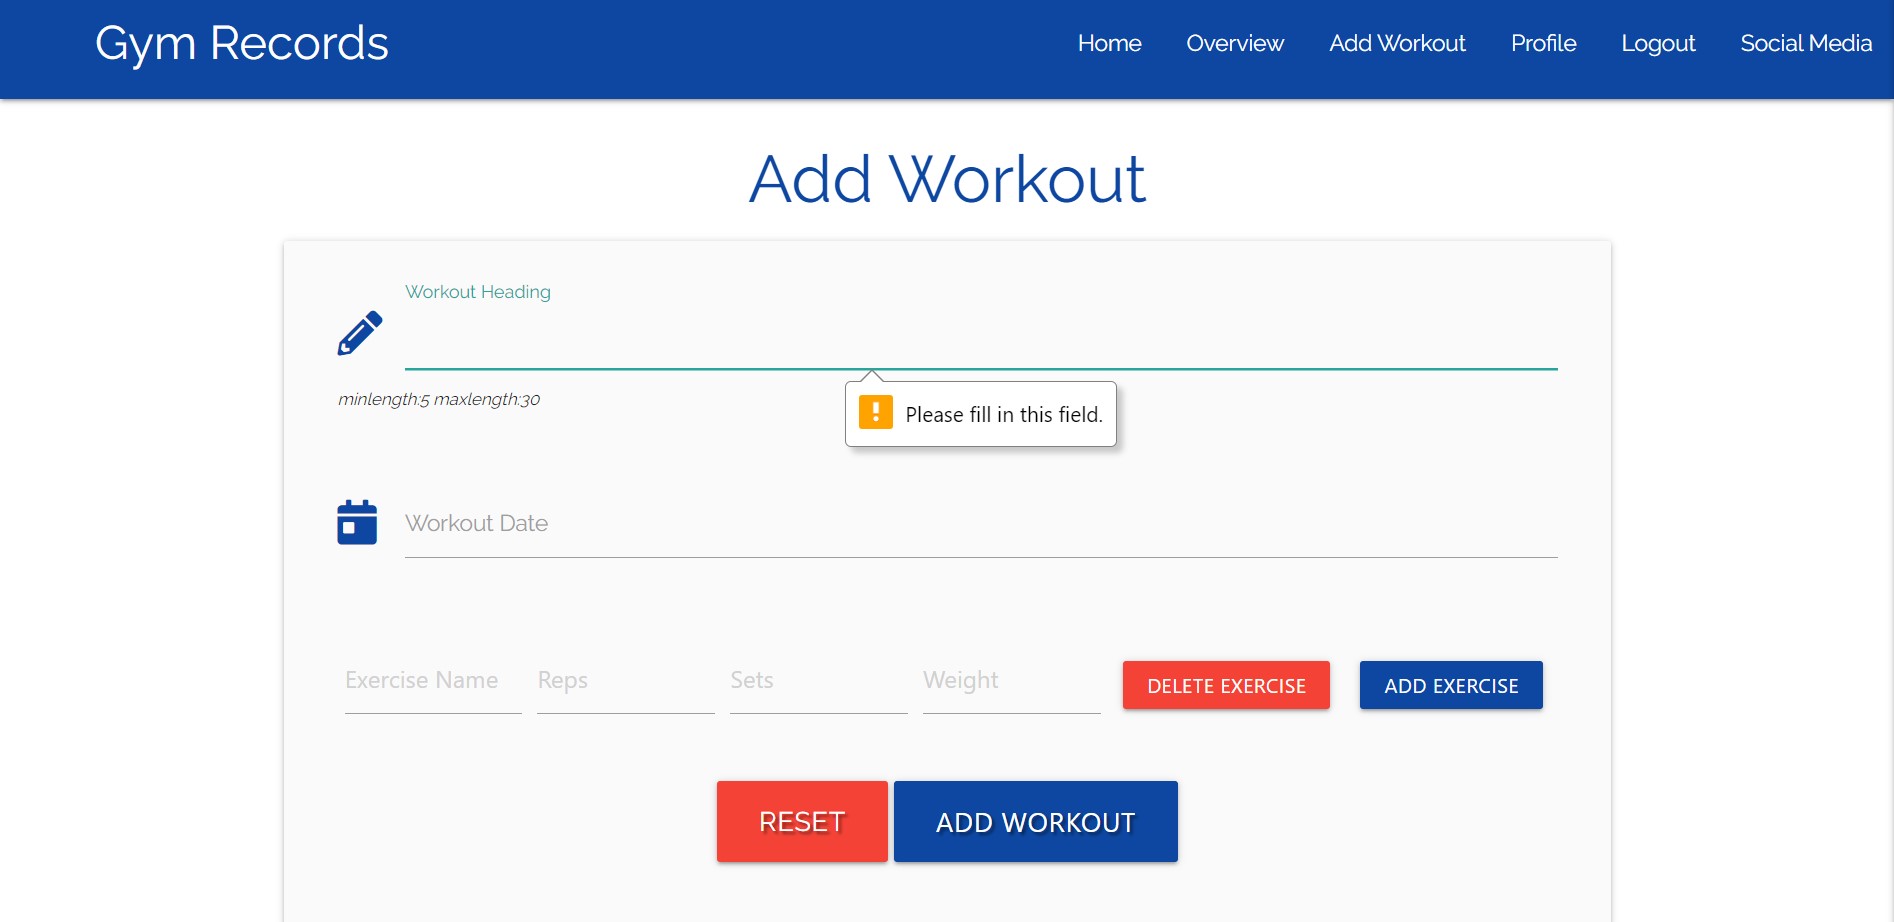 Gym Records
Home Overview Add Workout Profile Logout Social Media
Add Workout
Workout Heading
minlength:5 maxlength:30
Please fill in this field.
Workout Date
Exercise Name Reps Sets Weight DELETE EXERCISE ADD EXERCISE
RESET ADD WORKOUT